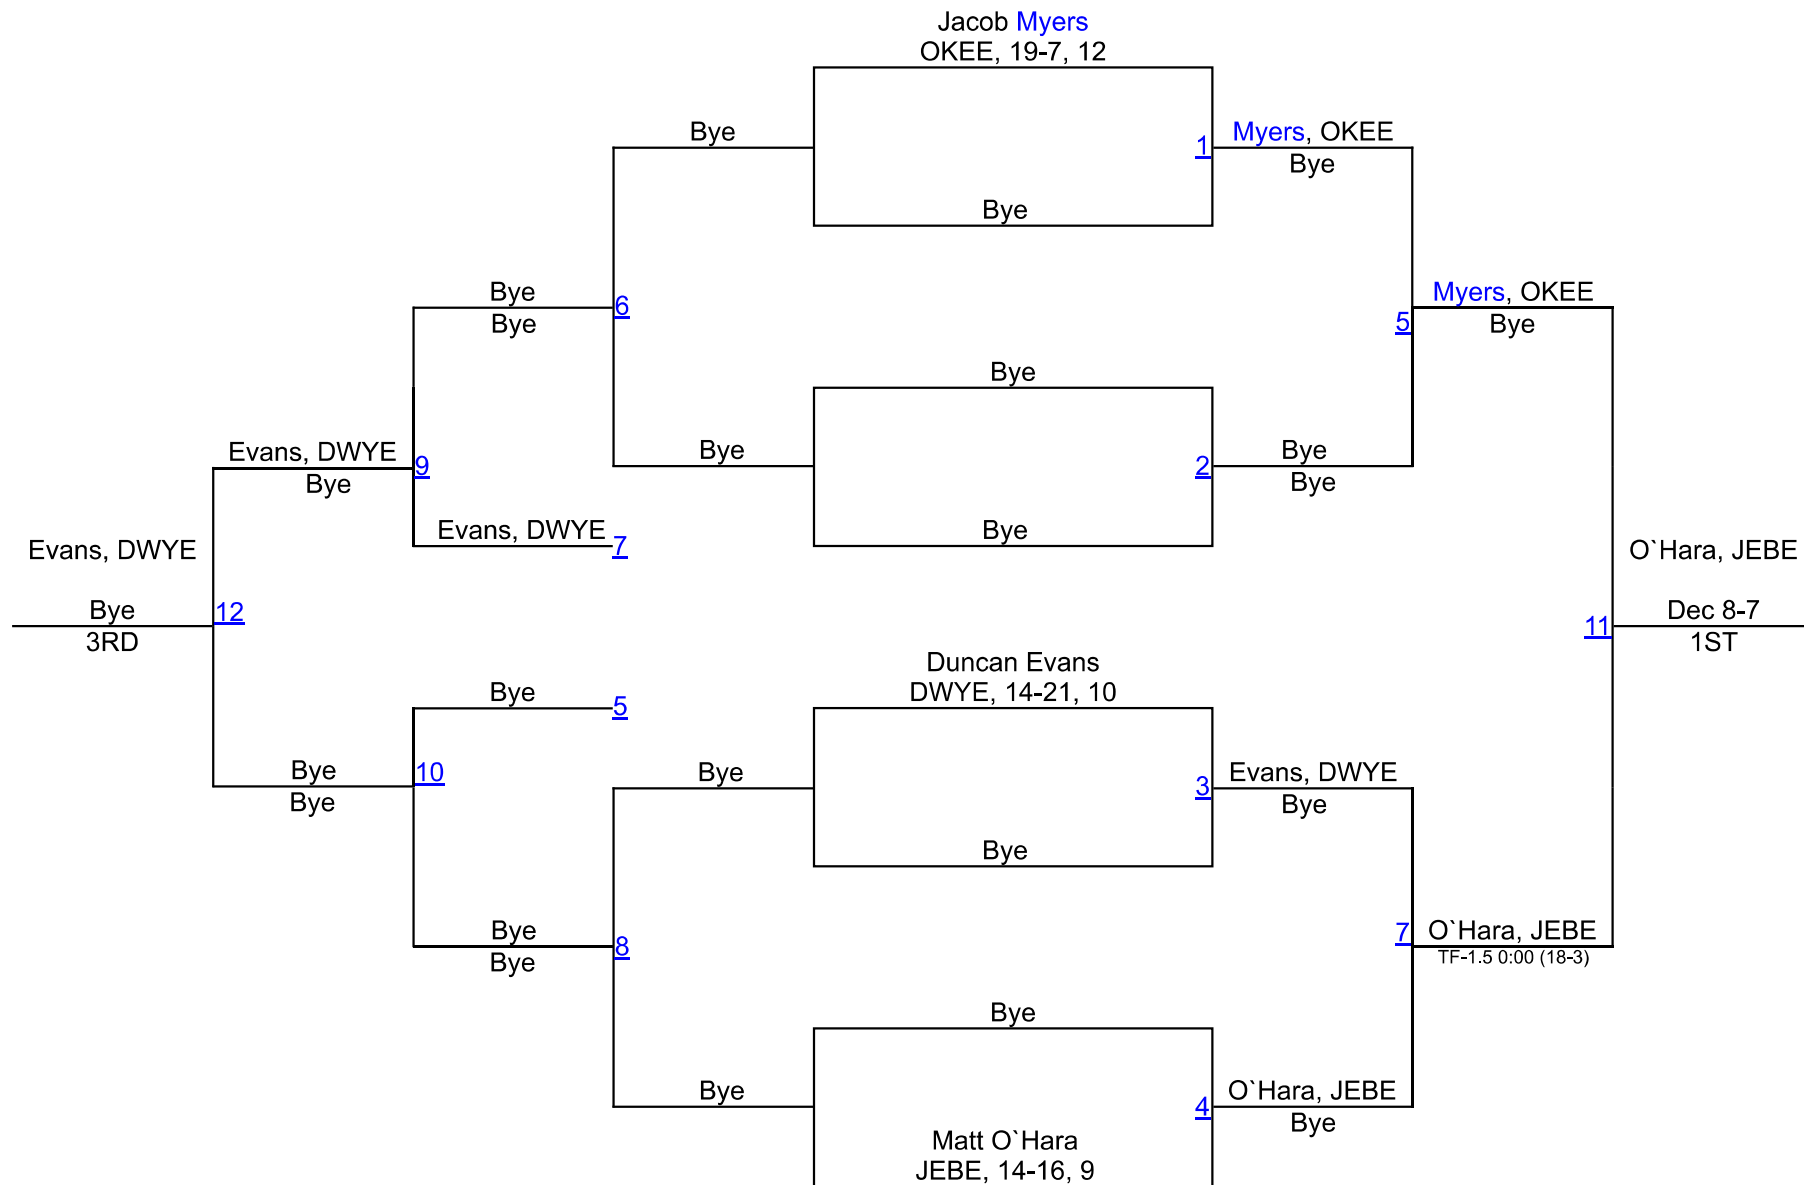 Jacob Myers
OKEE, 19-7, 12
Bye
1
Myers, OKEE
Bye
Bye
Bye
Bye
6
Myers, OKEE
Bye
5
Bye
Bye
2
Bye
Bye
Bye
Evans, DWYE
Bye
9
Evans, DWYE
7
Evans, DWYE
Bye
3RD
12
O`Hara, JEBE
Dec 8-7
1ST
11
Duncan Evans
DWYE, 14-21, 10
Bye
5
Bye
Bye
10
Bye
3
Evans, DWYE
Bye
Bye
Bye
Bye
8
7
O`Hara, JEBE
TF-1.5 0:00 (18-3)
Bye
Bye
4
O`Hara, JEBE
Bye
Matt O`Hara
JEBE, 14-16, 9